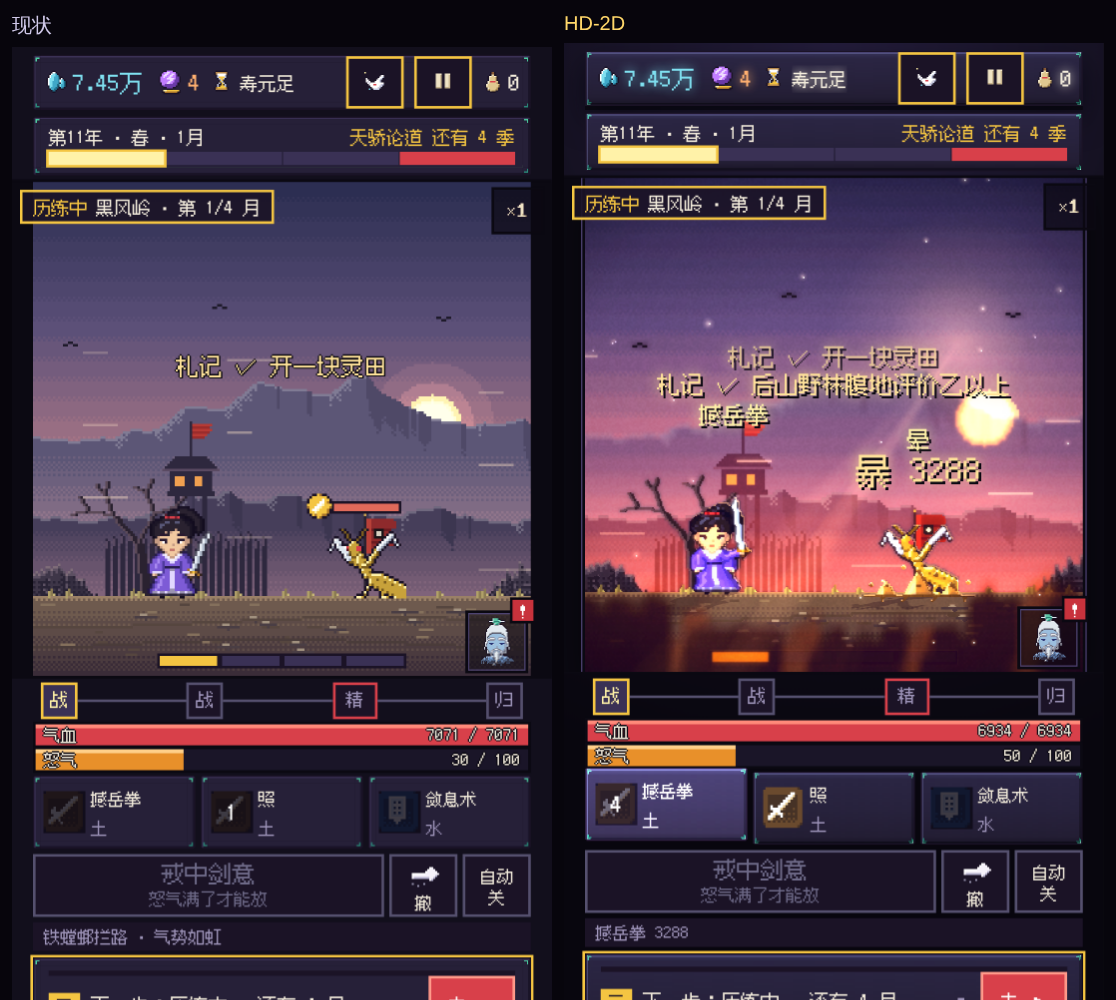 现状
7.45万 4 寿元足 0
第11年 · 春 · 1月 天骄论道 还有 4 季
历练中 黑风岭 · 第 1/4 月 ×1
札记 ✓ 开一块灵田
!
战 战 精 归
气血 7071 / 7071
怒气 30 / 100
撼岳拳 土
1 照 土
敛息术 水
戒中剑意
怒气满了才能放
撤
自动
关
铁螳螂拦路 · 气势如虹
HD-2D
7.45万 4 寿元足 0
第11年 · 春 · 1月 天骄论道 还有 4 季
历练中 黑风岭 · 第 1/4 月 ×1
札记 ✓ 开一块灵田
札记 ✓ 后山野林腹地评价乙以上
撼岳拳
晕
暴 3288
!
战 战 精 归
气血 6934 / 6934
怒气 50 / 100
4 撼岳拳 土
照 土
敛息术 水
戒中剑意
怒气满了才能放
撤
自动
关
撼岳拳 3288